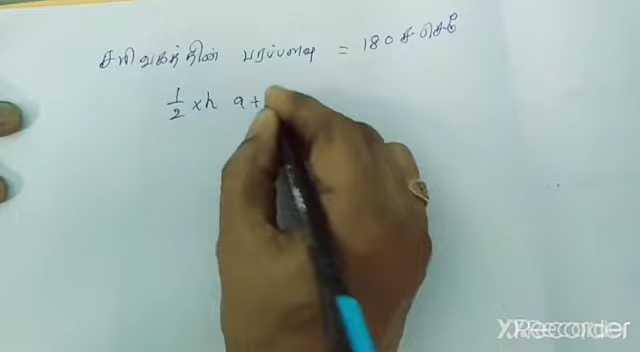 சரிவகத்தின் பரப்பளவு = 180 ச.செமீ
1/2 x h a +
XRecorder